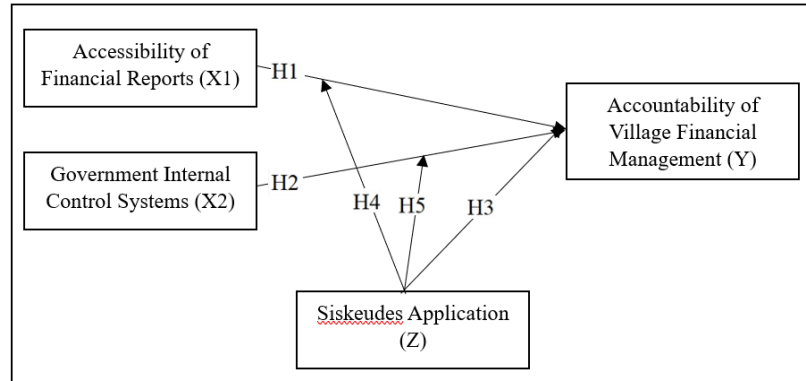 Accessibility of
Financial Reports (X1)
H1
Accountability of
Village Financial
Management (Y)
Government Internal
Control Systems (X2)
H2
H4
H5
H3
Siskeudes Application
(Z)